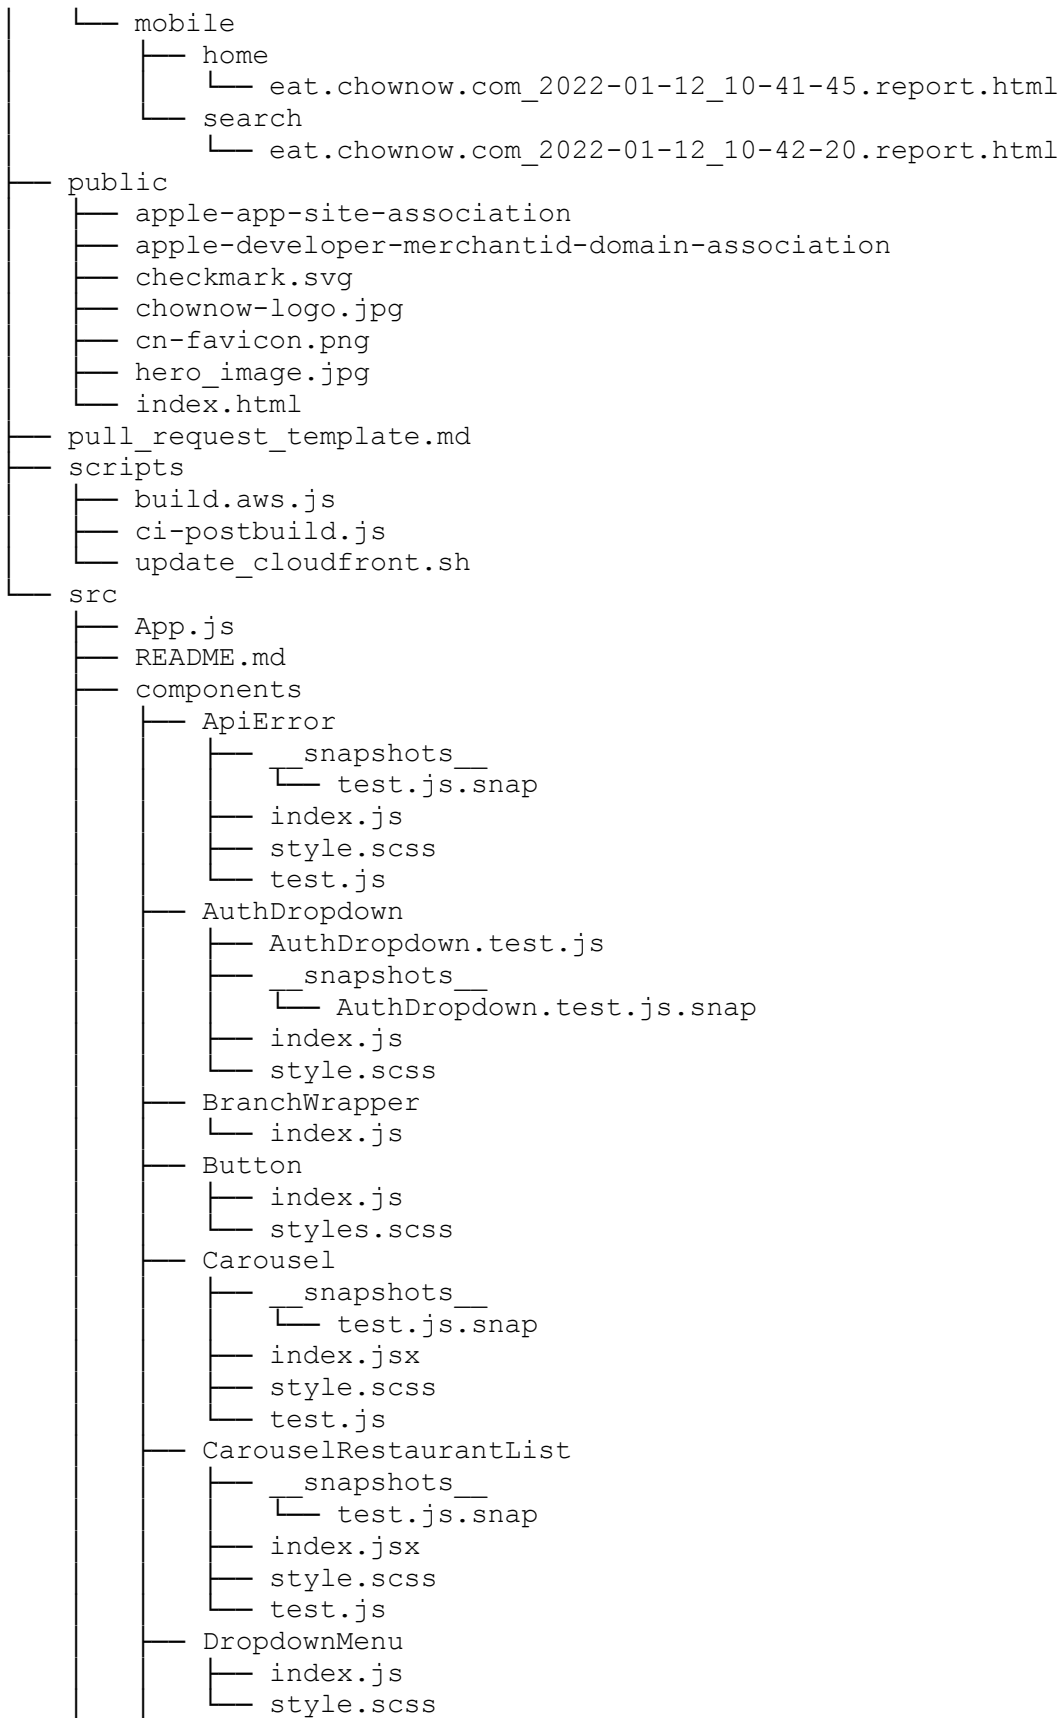 │   └── mobile
│       ├── home
│       │   └── eat.chownow.com_2022-01-12_10-41-45.report.html
│       └── search
│           └── eat.chownow.com_2022-01-12_10-42-20.report.html
├── public
│   ├── apple-app-site-association
│   ├── apple-developer-merchantid-domain-association
│   ├── checkmark.svg
│   ├── chownow-logo.jpg
│   ├── cn-favicon.png
│   ├── hero_image.jpg
│   └── index.html
├── pull_request_template.md
├── scripts
│   ├── build.aws.js
│   ├── ci-postbuild.js
│   └── update_cloudfront.sh
└── src
    ├── App.js
    ├── README.md
    ├── components
    │   ├── ApiError
    │   │   ├── __snapshots__
    │   │   │   └── test.js.snap
    │   │   ├── index.js
    │   │   ├── style.scss
    │   │   └── test.js
    │   ├── AuthDropdown
    │   │   ├── AuthDropdown.test.js
    │   │   ├── __snapshots__
    │   │   │   └── AuthDropdown.test.js.snap
    │   │   ├── index.js
    │   │   └── style.scss
    │   ├── BranchWrapper
    │   │   └── index.js
    │   ├── Button
    │   │   ├── index.js
    │   │   └── styles.scss
    │   ├── Carousel
    │   │   ├── __snapshots__
    │   │   │   └── test.js.snap
    │   │   ├── index.jsx
    │   │   ├── style.scss
    │   │   └── test.js
    │   ├── CarouselRestaurantList
    │   │   ├── __snapshots__
    │   │   │   └── test.js.snap
    │   │   ├── index.jsx
    │   │   ├── style.scss
    │   │   └── test.js
    │   ├── DropdownMenu
    │   │   ├── index.js
    │   │   └── style.scss